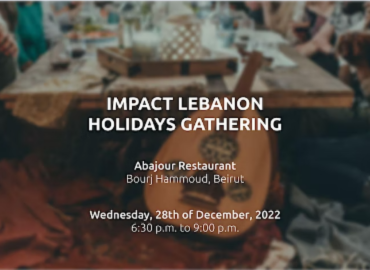 IMPACT LEBANON
HOLIDAYS GATHERING
Abajour Restaurant
Bourj Hammoud, Beirut
Wednesday, 28th of December, 2022
6:30 p.m. to 9:00 p.m.